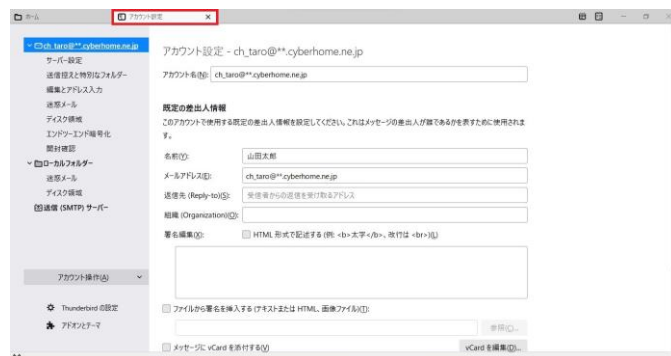 ホーム
アカウント設定
ch_taro@**.cyberhome.ne.jp
サーバー設定
送信控えと特別なフォルダー
編集とアドレス入力
迷惑メール
ディスク領域
エンドツーエンド暗号化
開封確認
ローカルフォルダー
迷惑メール
ディスク領域
送信 (SMTP) サーバー
アカウント操作(A)
Thunderbird の設定
アドオンとテーマ
アカウント設定 - ch_taro@**.cyberhome.ne.jp
アカウント名(N): ch_taro@**.cyberhome.ne.jp
既定の差出人情報
このアカウントで使用する既定の差出人情報を設定してください。これはメッセージの差出人が誰であるかを表すために使用されま
す。
名前(Y): 山田太郎
メールアドレス(E): ch_taro@**.cyberhome.ne.jp
返信先 (Reply-to)(S): 受信者からの返信を受け取るアドレス
組織 (Organization)(O):
署名編集(X): HTML 形式で記述する (例: <b>太字</b>、改行は <br>)(L)
ファイルから署名を挿入する (テキストまたは HTML、画像ファイル)(T):
参照(C)...
メッセージに vCard を添付する(V) vCard を編集(D)...